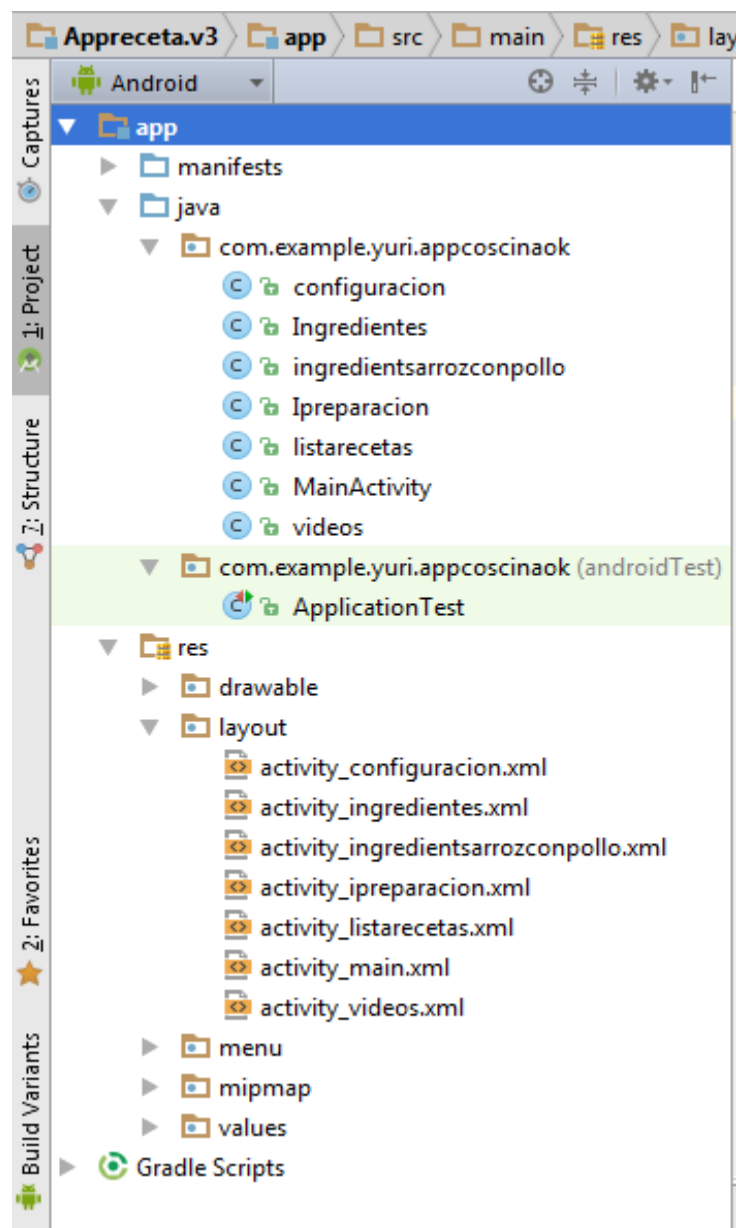 Appreceta.v3 app src main res lay
Android
app
manifests
java
com.example.yuri.appcoscinaok
configuracion
Ingredientes
ingredientsarrozconpollo
Ipreparacion
listarecetas
MainActivity
videos
com.example.yuri.appcoscinaok (androidTest)
ApplicationTest
res
drawable
layout
activity_configuracion.xml
activity_ingredientes.xml
activity_ingredientsarrozconpollo.xml
activity_ipreparacion.xml
activity_listarecetas.xml
activity_main.xml
activity_videos.xml
menu
mipmap
values
Gradle Scripts
Captures
1: Project
7: Structure
2: Favorites
Build Variants